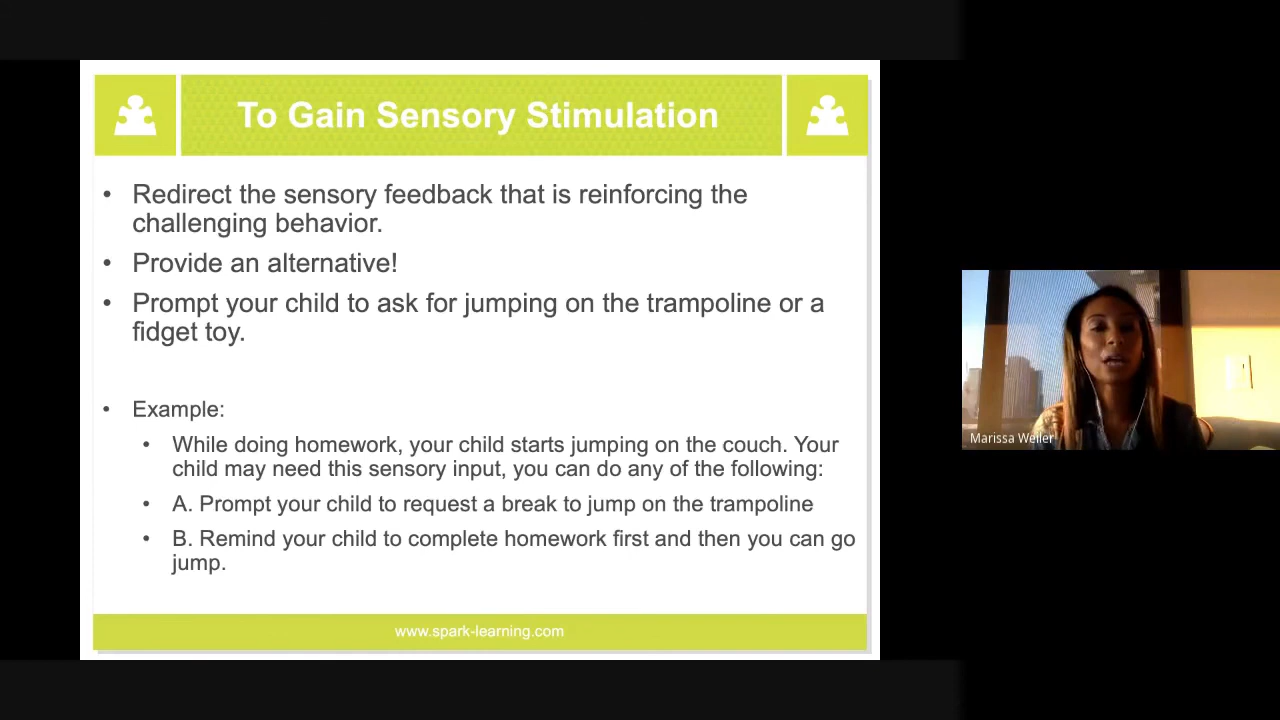 To Gain Sensory Stimulation
• Redirect the sensory feedback that is reinforcing the
challenging behavior.
• Provide an alternative!
• Prompt your child to ask for jumping on the trampoline or a
fidget toy.
• Example:
• While doing homework, your child starts jumping on the couch. Your
child may need this sensory input, you can do any of the following:
• A. Prompt your child to request a break to jump on the trampoline
• B. Remind your child to complete homework first and then you can go
jump.
www.spark-learning.com
Marissa Weiler